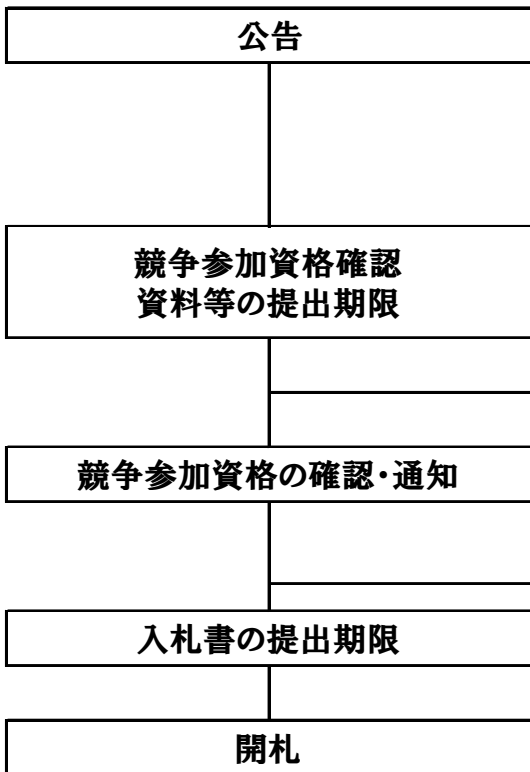 公告
競争参加資格確認
資料等の提出期限
競争参加資格の確認・通知
入札書の提出期限
開札